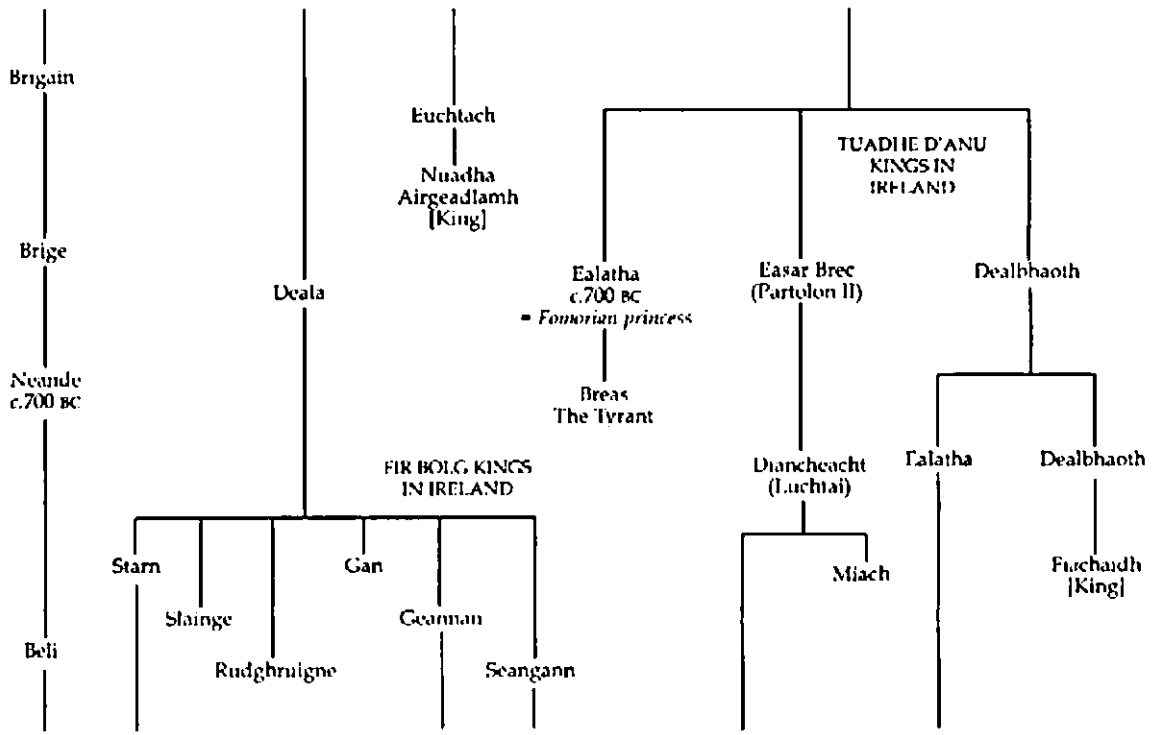 Brigain
Euchtach
TUADHE D'ANU
KINGS IN
IRELAND
Nuadha
Airgeadlamh
[King]
Brige
Deala
Ealatha
c.700 BC
= Fomorian princess
Easar Brec
(Partolon II)
Dealbhaoth
Neande
c.700 BC
Breas
The Tyrant
FIR BOLG KINGS
IN IRELAND
Diancheacht
(Luchtai)
Ealatha
Dealbhaoth
Starn
Gan
Miach
Fiachaidh
[King]
Slainge
Geannan
Beli
Rudghruigne
Seangann